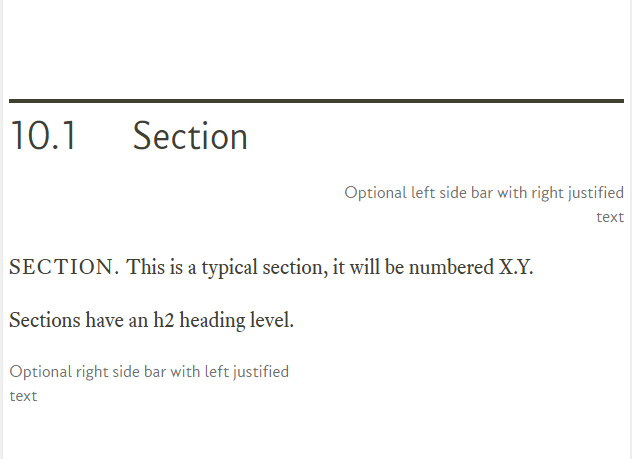 10.1 Section
Optional left side bar with right justified
text
SECTION. This is a typical section, it will be numbered X.Y.
Sections have an h2 heading level.
Optional right side bar with left justified
text